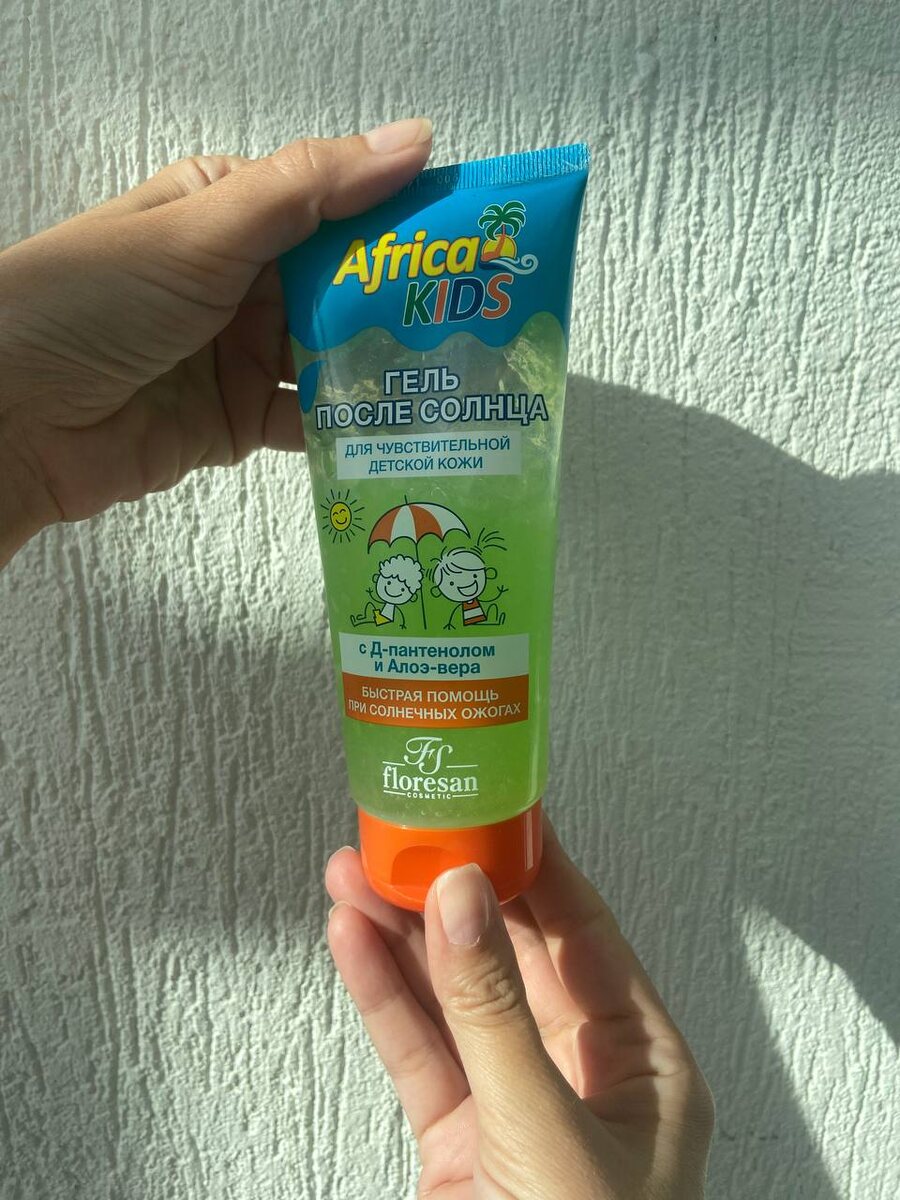 Africa
KIDS
ГЕЛЬ
ПОСЛЕ СОЛНЦА
ДЛЯ ЧУВСТВИТЕЛЬНОЙ
ДЕТСКОЙ КОЖИ
с Д-пантенолом
и Алоэ-вера
БЫСТРАЯ ПОМОЩЬ
ПРИ СОЛНЕЧНЫХ ОЖОГАХ
FS
floresan
COSMETIC